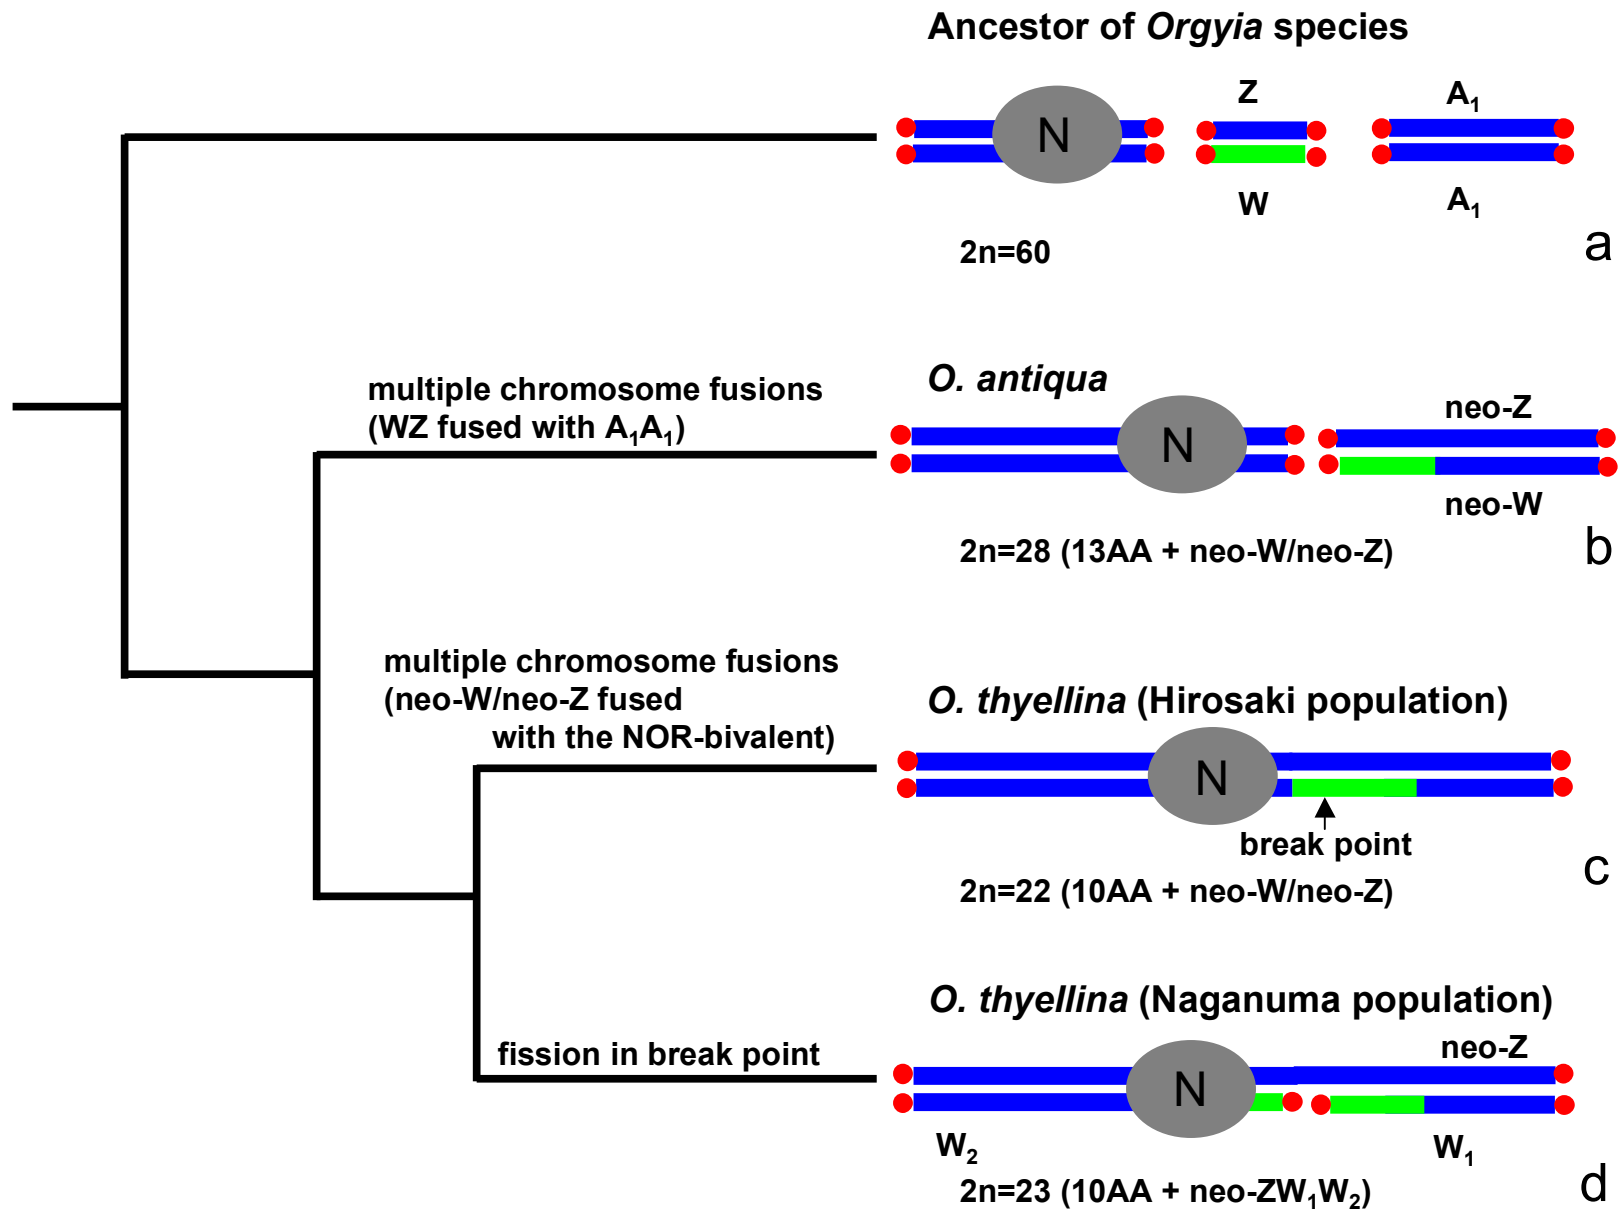 Ancestor of Orgyia species
Z
A1
N
W
A1
2n=60
a
multiple chromosome fusions
(WZ fused with A1A1)
O. antiqua
neo-Z
N
neo-W
2n=28 (13AA + neo-W/neo-Z)
b
multiple chromosome fusions
(neo-W/neo-Z fused
with the NOR-bivalent)
O. thyellina (Hirosaki population)
N
break point
2n=22 (10AA + neo-W/neo-Z)
c
O. thyellina (Naganuma population)
fission in break point
neo-Z
N
W2
W1
2n=23 (10AA + neo-ZW1W2)
d